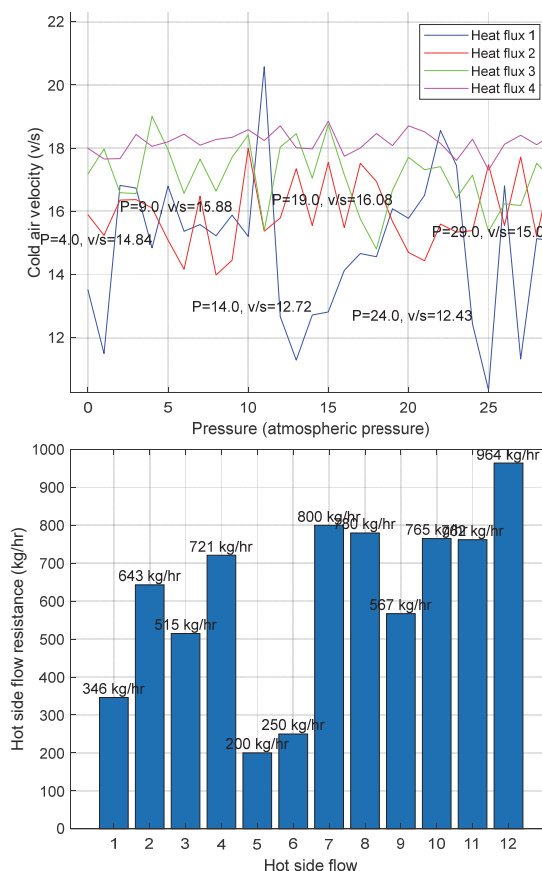 22
20
18
16
14
12
Cold air velocity (v/s)
Heat flux 1
Heat flux 2
Heat flux 3
Heat flux 4
P=4.0, v/s=14.84
P=9.0, v/s=15.88
P=14.0, v/s=12.72
P=19.0, v/s=16.08
P=24.0, v/s=12.43
P=29.0, v/s=15.0
0 5 10 15 20 25
Pressure (atmospheric pressure)
1000
900
800
700
600
500
400
300
200
100
0
Hot side flow resistance (kg/hr)
346 kg/hr
643 kg/hr
515 kg/hr
721 kg/hr
200 kg/hr
250 kg/hr
800 kg/hr
780 kg/hr
567 kg/hr
765 kg/hr
762 kg/hr
964 kg/hr
1 2 3 4 5 6 7 8 9 10 11 12
Hot side flow